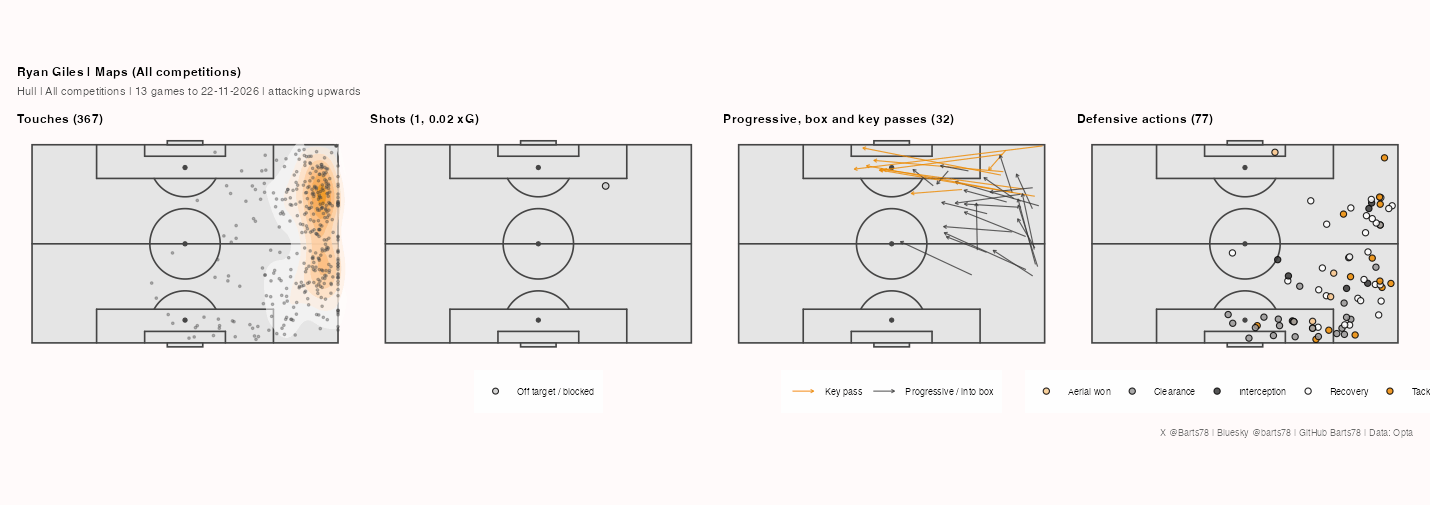 Ryan Giles | Maps (All competitions)
Hull | All competitions | 13 games to 22-11-2026 | attacking upwards
Touches (367)
Shots (1, 0.02 xG)
Progressive, box and key passes (32)
Defensive actions (77)
Off target / blocked
Key pass
Progressive / into box
Aerial won
Clearance
Interception
Recovery
Tack
X @Barts78 | Bluesky @barts78 | GitHub Barts78 | Data: Opta